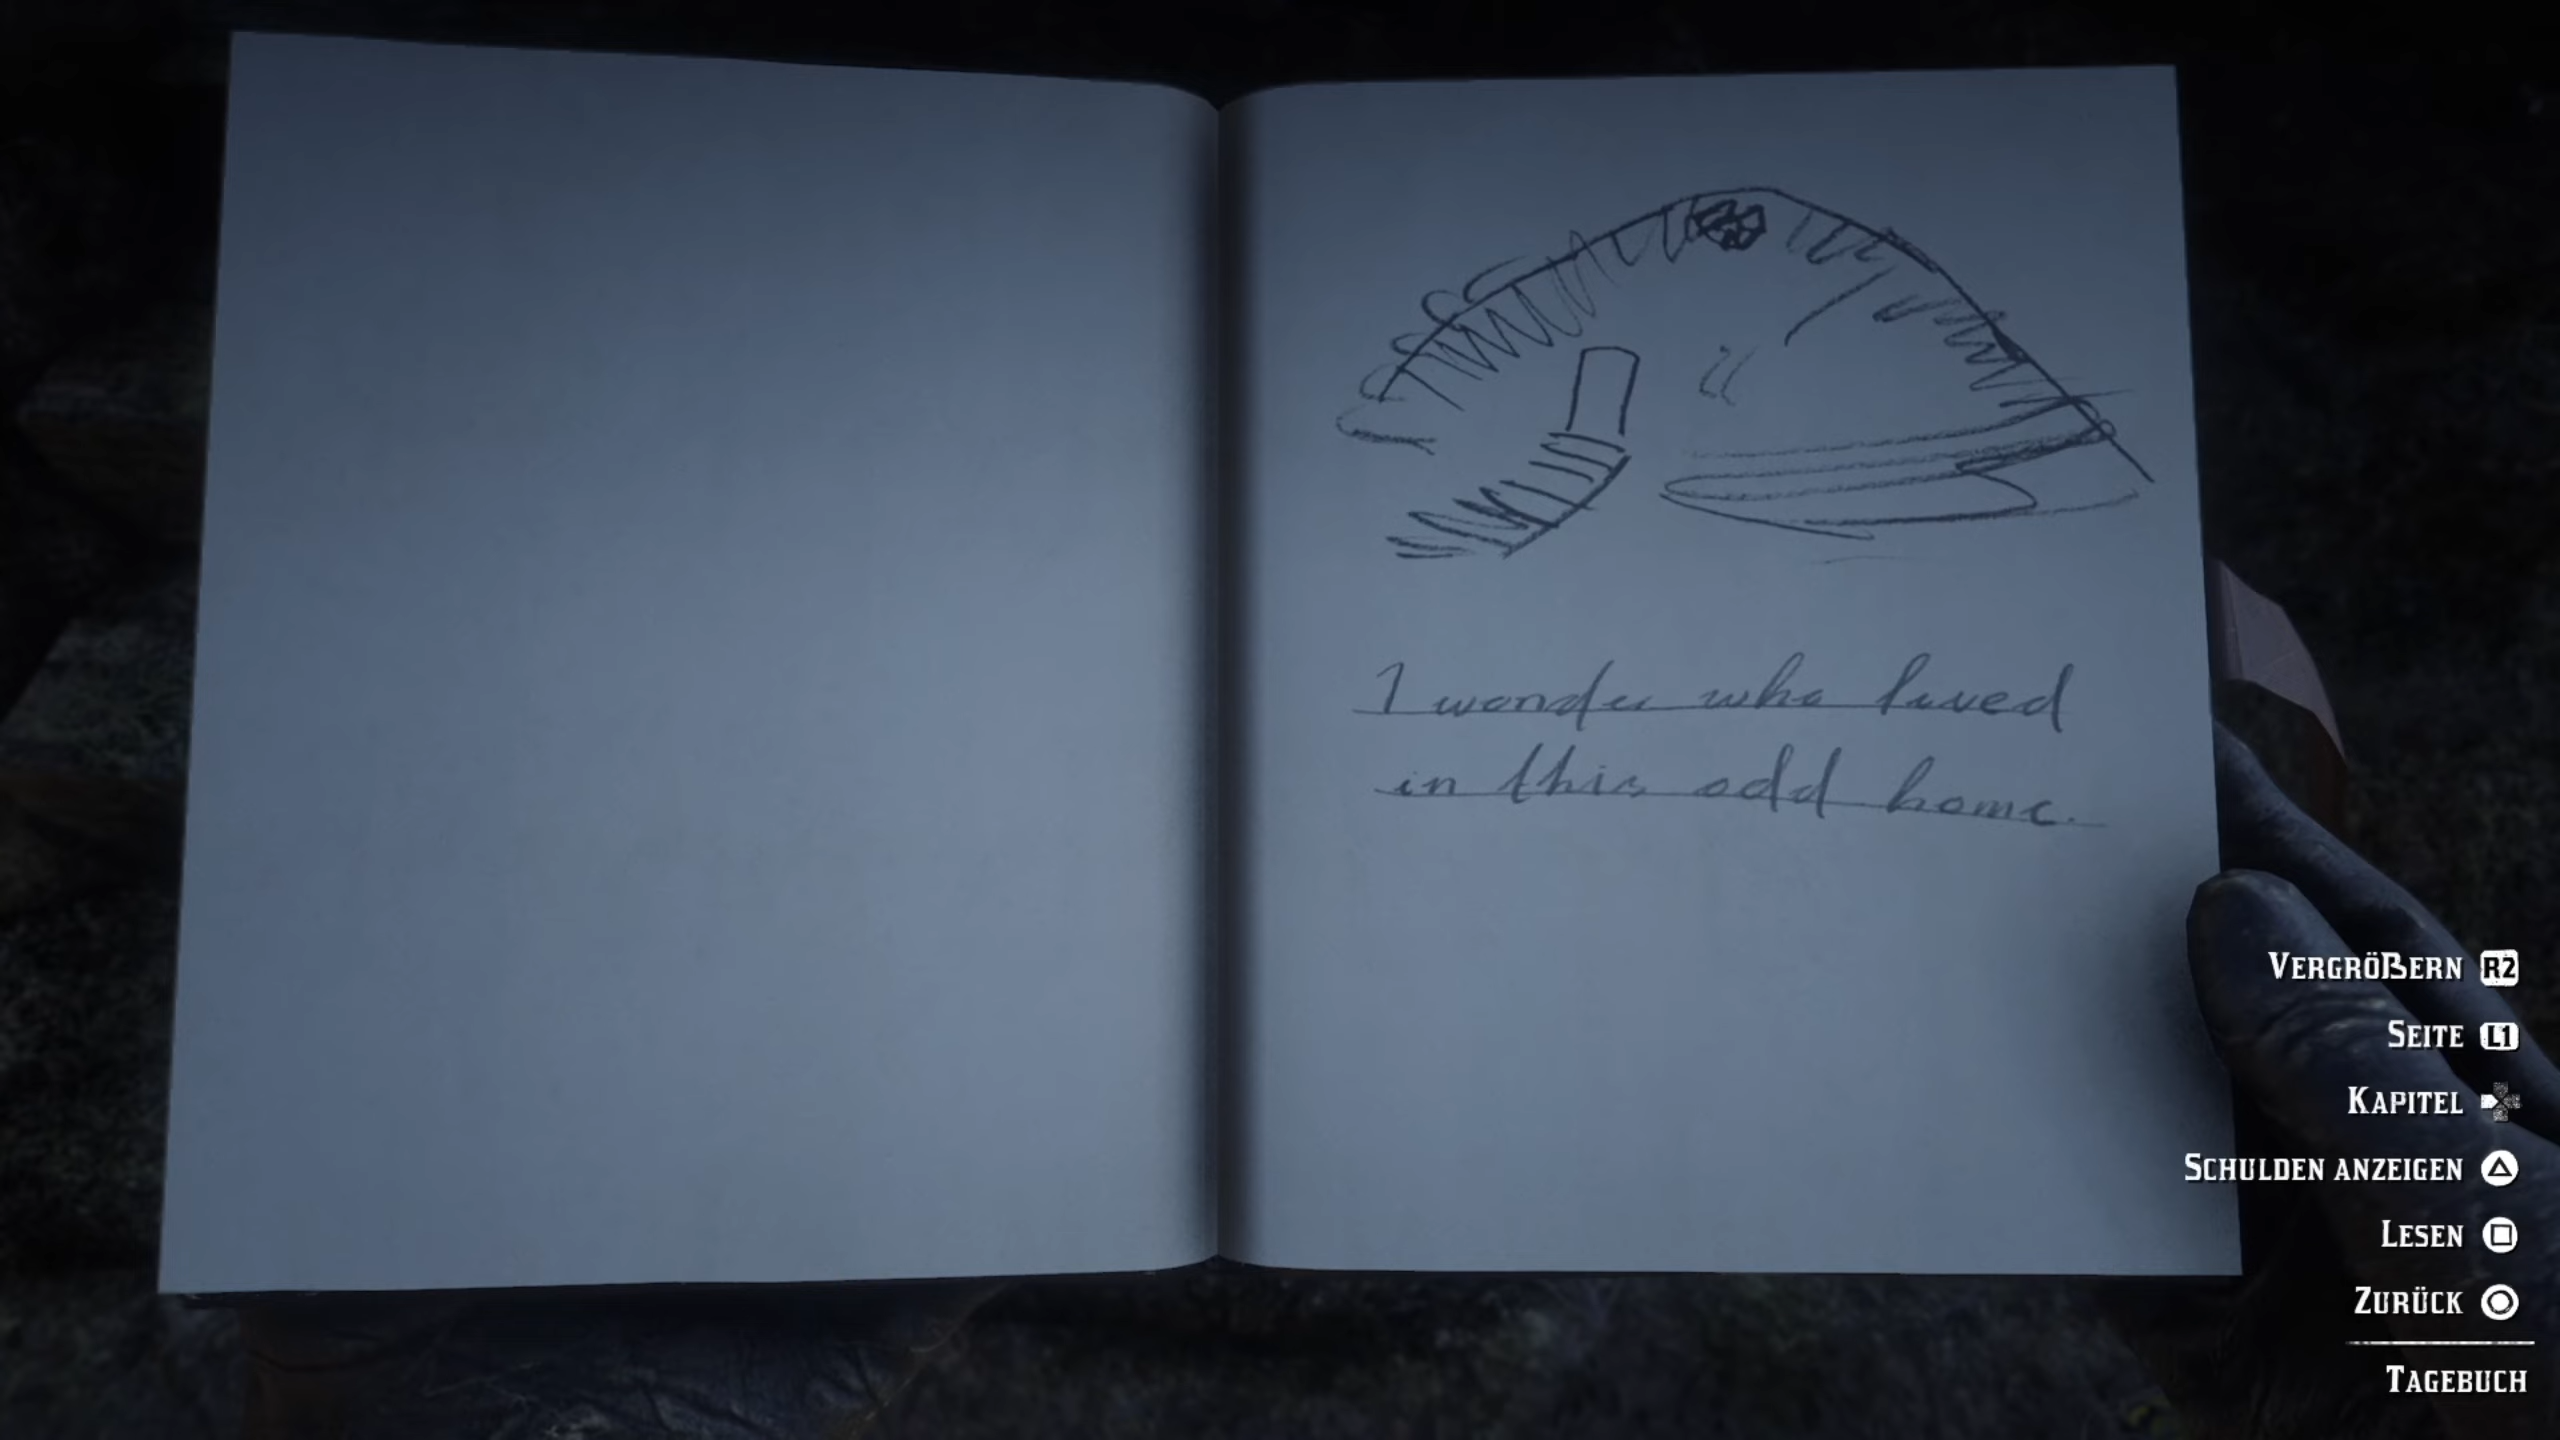 I wonder who lived
in this odd home.
VERGRÖẞERN R2
SEITE L1
KAPITEL
SCHULDEN ANZEIGEN
LESEN
ZURÜCK
TAGEBUCH